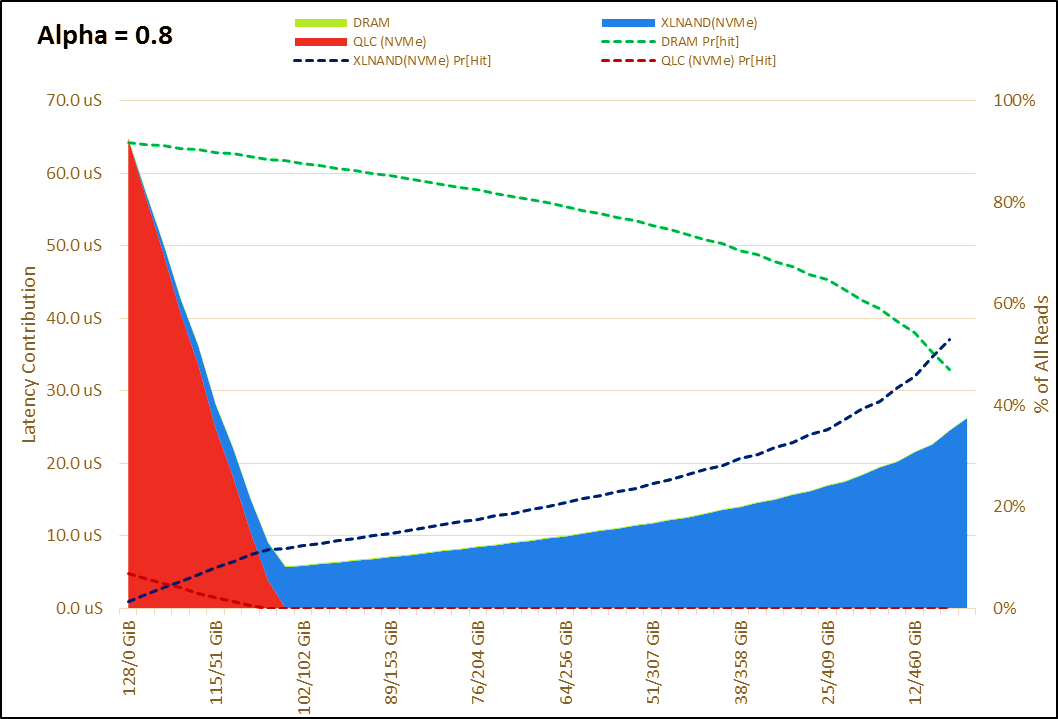 Alpha = 0.8
DRAM
XLNAND(NVMe)
QLC (NVMe)
DRAM Pr[hit]
XLNAND(NVMe) Pr[Hit]
QLC (NVMe) Pr[Hit]
70.0 uS
60.0 uS
50.0 uS
40.0 uS
30.0 uS
20.0 uS
10.0 uS
0.0 uS
Latency Contribution
100%
80%
60%
40%
20%
0%
% of All Reads
128/0 GiB
115/51 GiB
102/102 GiB
89/153 GiB
76/204 GiB
64/256 GiB
51/307 GiB
38/358 GiB
25/409 GiB
12/460 GiB